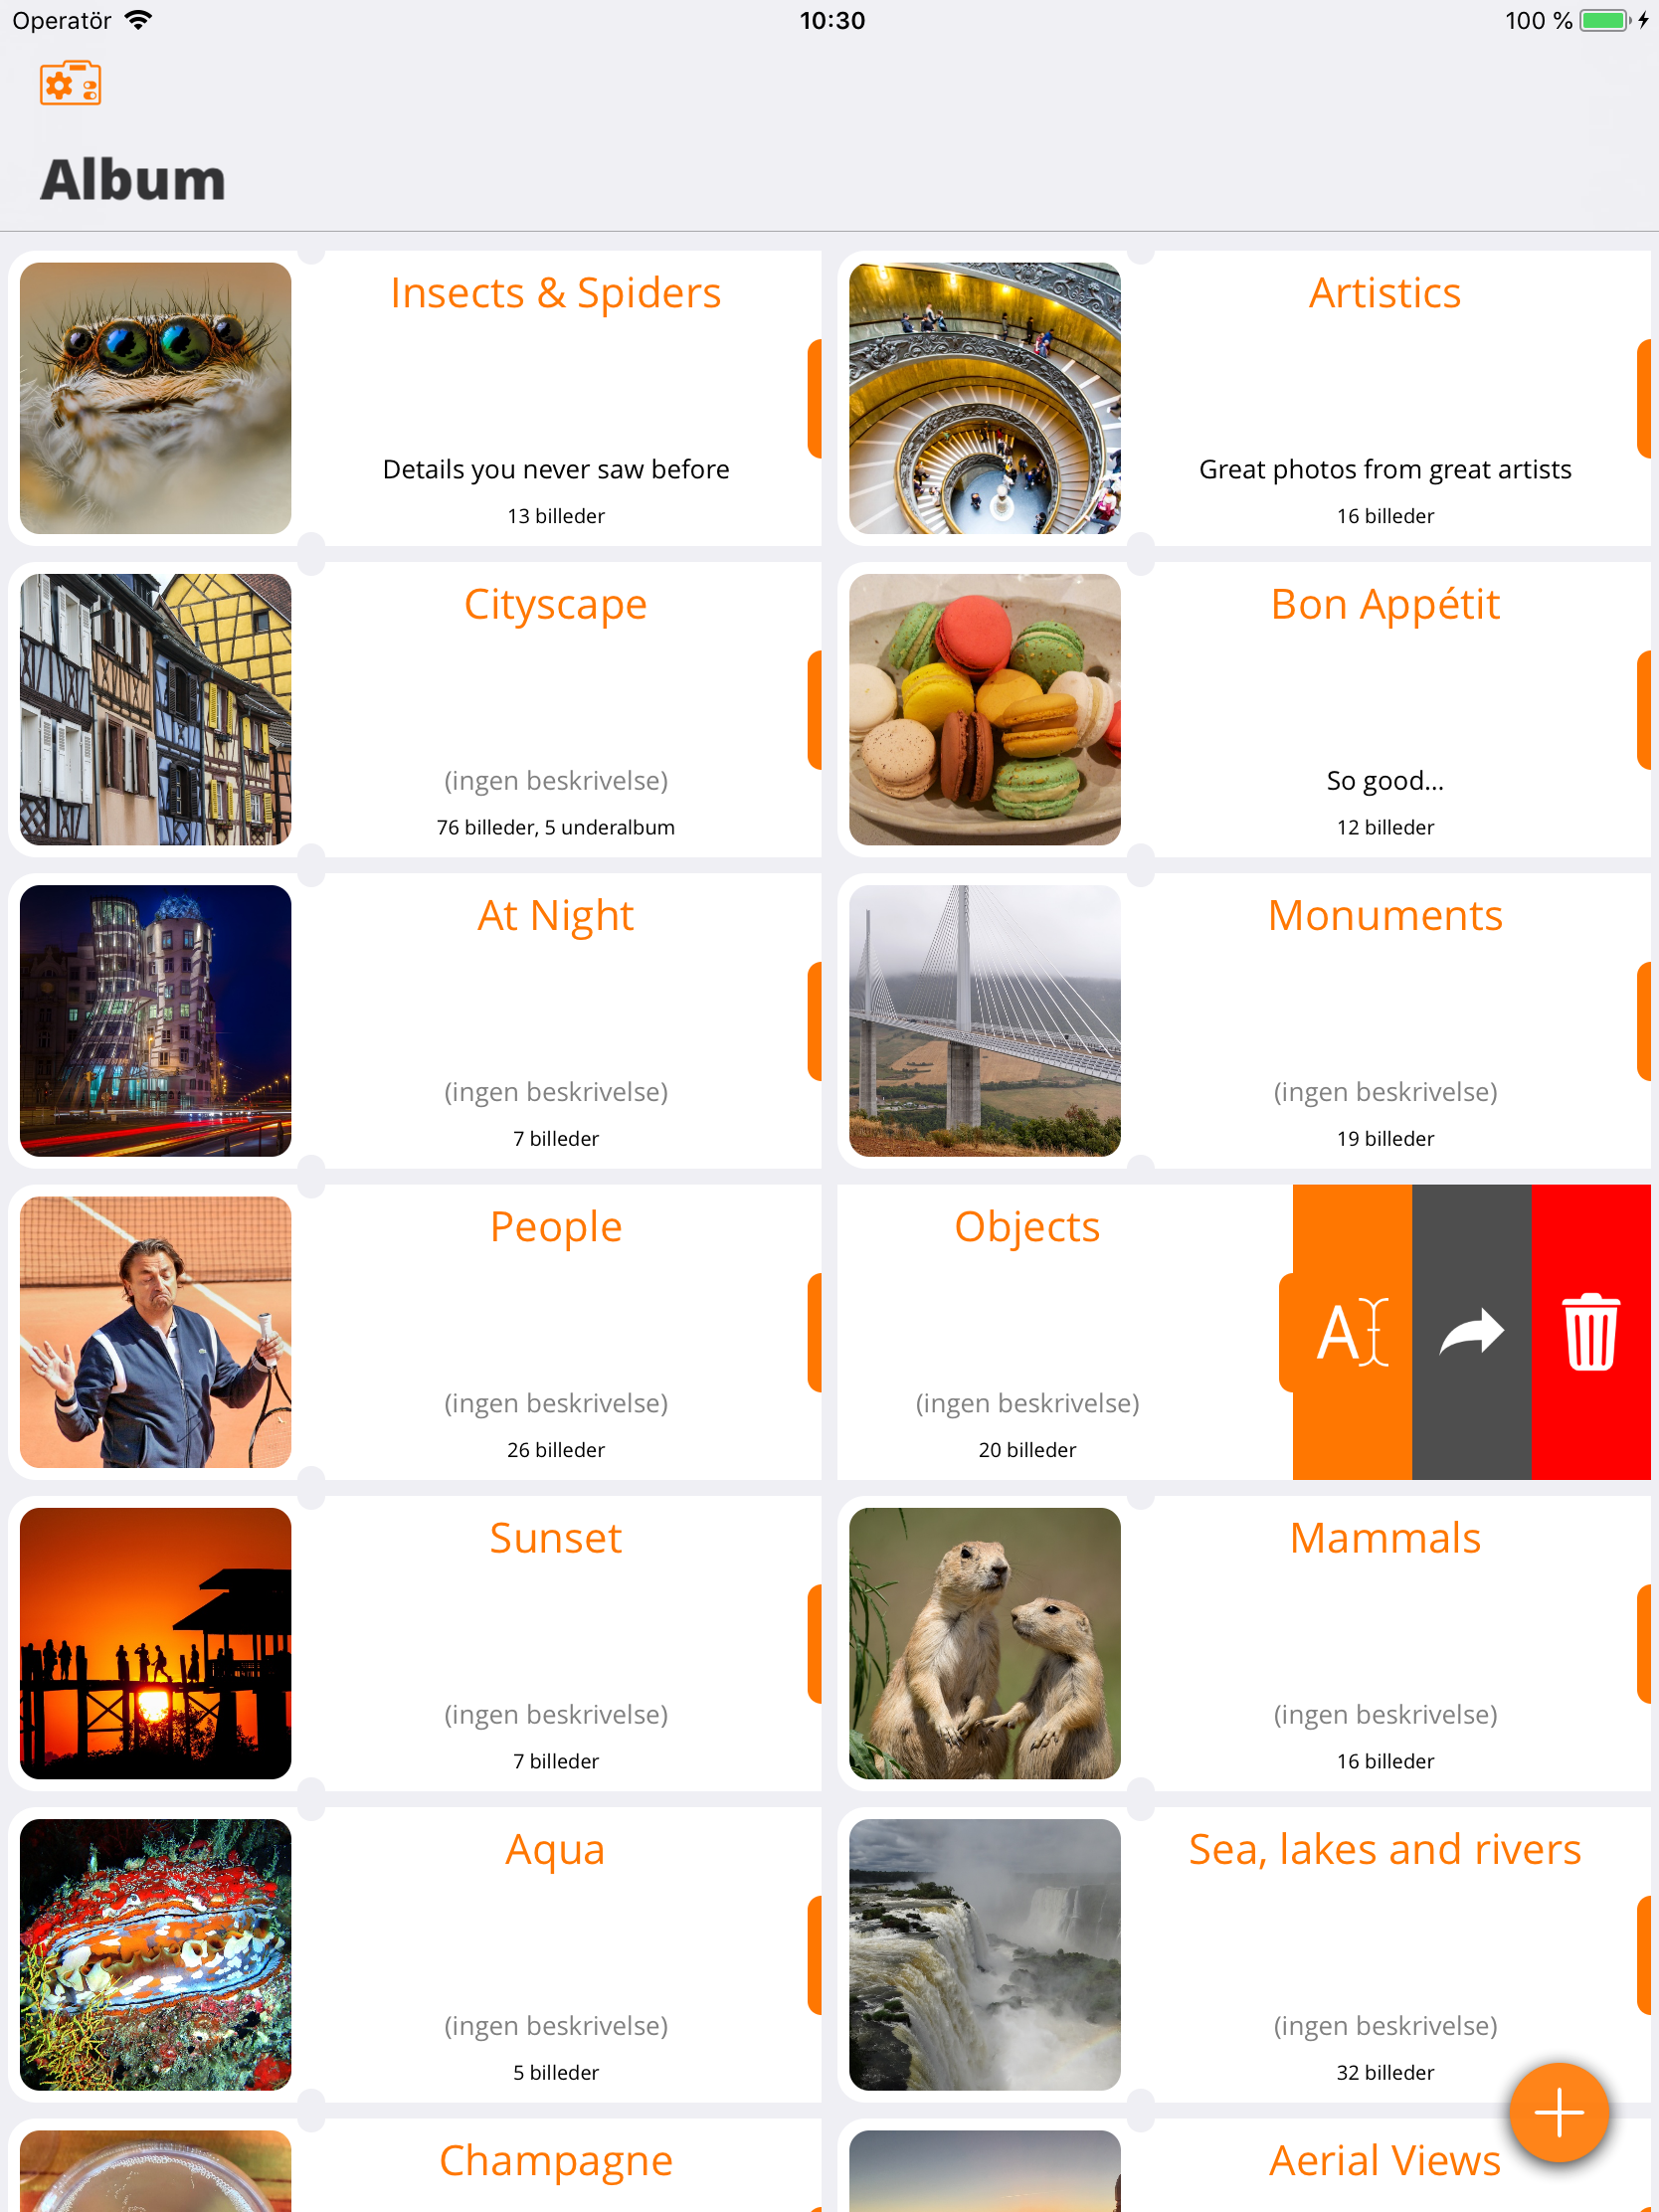 Operatör 10:30 100 %
Album
Insects & Spiders
Details you never saw before
13 billeder
Artistics
Great photos from great artists
16 billeder
Cityscape
(ingen beskrivelse)
76 billeder, 5 underalbum
Bon Appétit
So good...
12 billeder
At Night
(ingen beskrivelse)
7 billeder
Monuments
(ingen beskrivelse)
19 billeder
People
(ingen beskrivelse)
26 billeder
Objects
(ingen beskrivelse)
20 billeder
A
Sunset
(ingen beskrivelse)
7 billeder
Mammals
(ingen beskrivelse)
16 billeder
Aqua
(ingen beskrivelse)
5 billeder
Sea, lakes and rivers
(ingen beskrivelse)
32 billeder
Champagne
Aerial Views